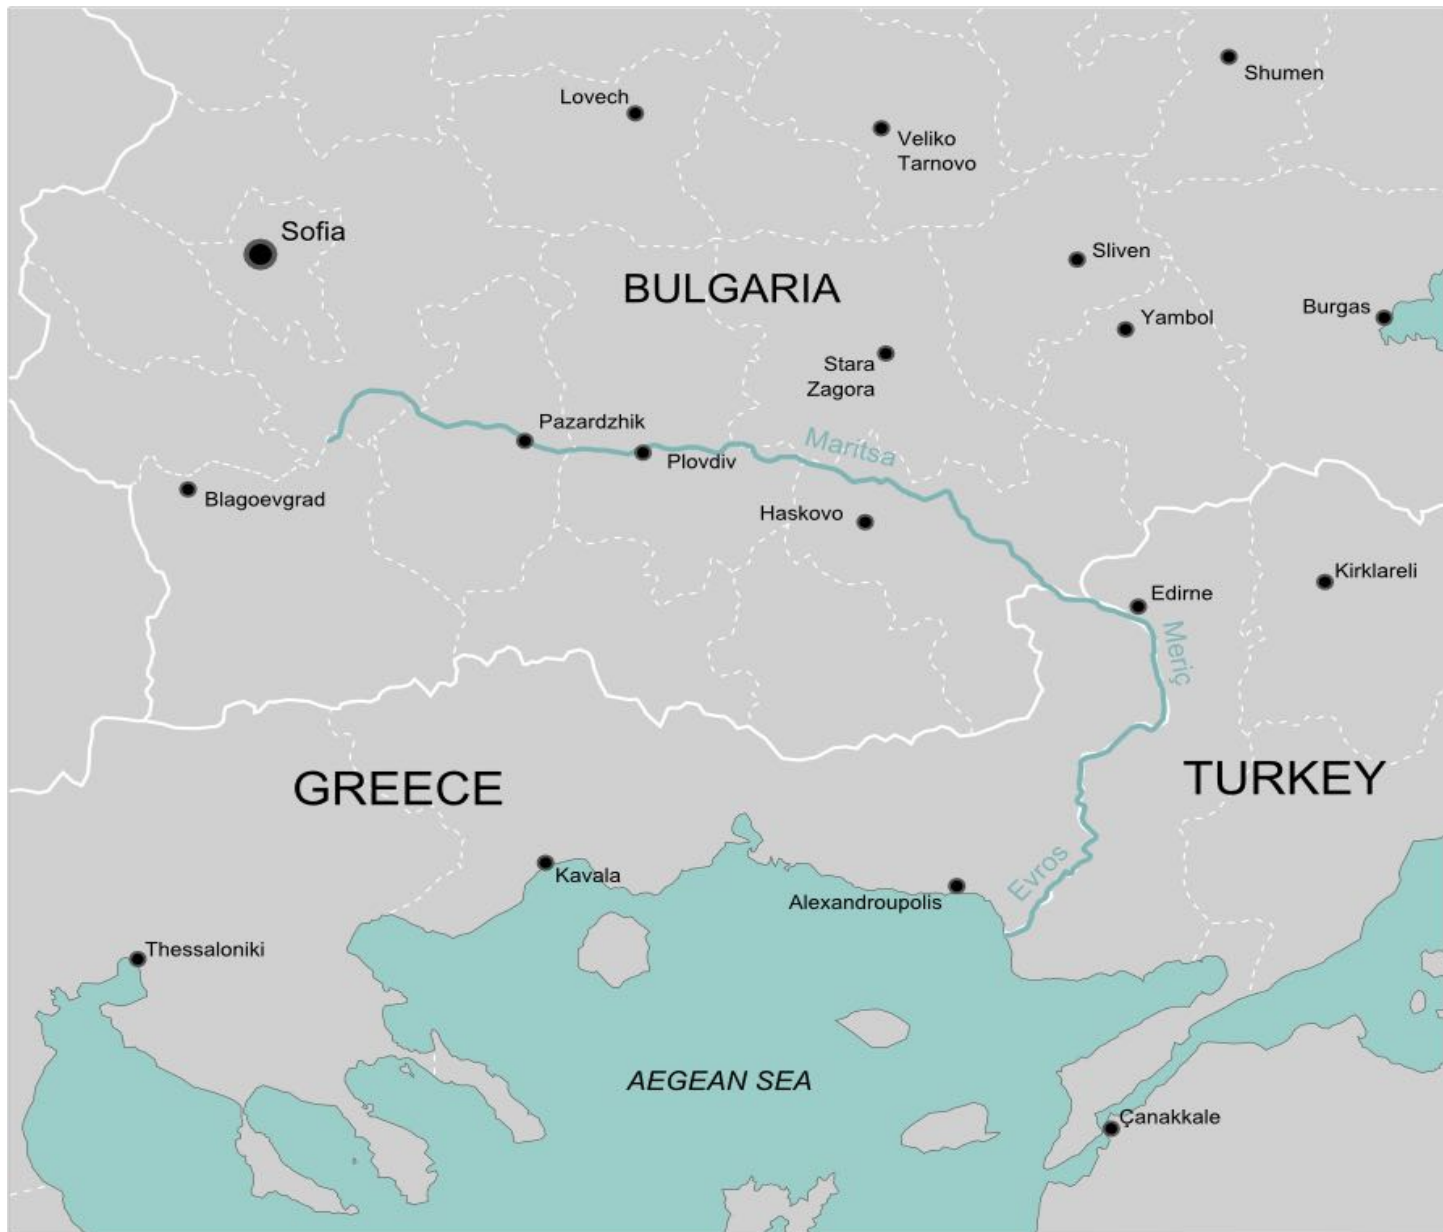 Shumen
Lovech
Veliko
Tarnovo
Sofia
Sliven
BULGARIA
Burgas
Yambol
Stara
Zagora
Pazardzhik
Maritsa
Plovdiv
Blagoevgrad
Haskovo
Kirklareli
Edirne
Meriç
GREECE
TURKEY
Evros
Kavala
Alexandroupolis
Thessaloniki
AEGEAN SEA
Çanakkale